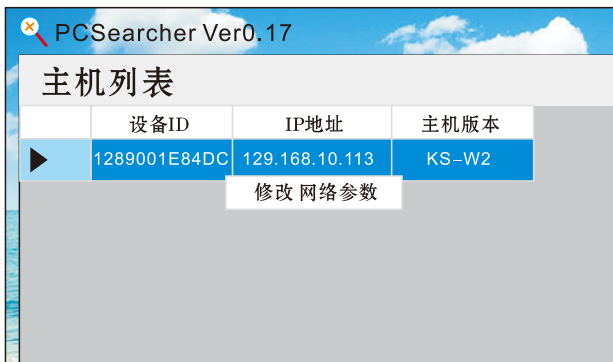 PCSearcher Ver0.17
主机列表
设备ID IP地址 主机版本
1289001E84DC 129.168.10.113 KS-W2
修改 网络参数